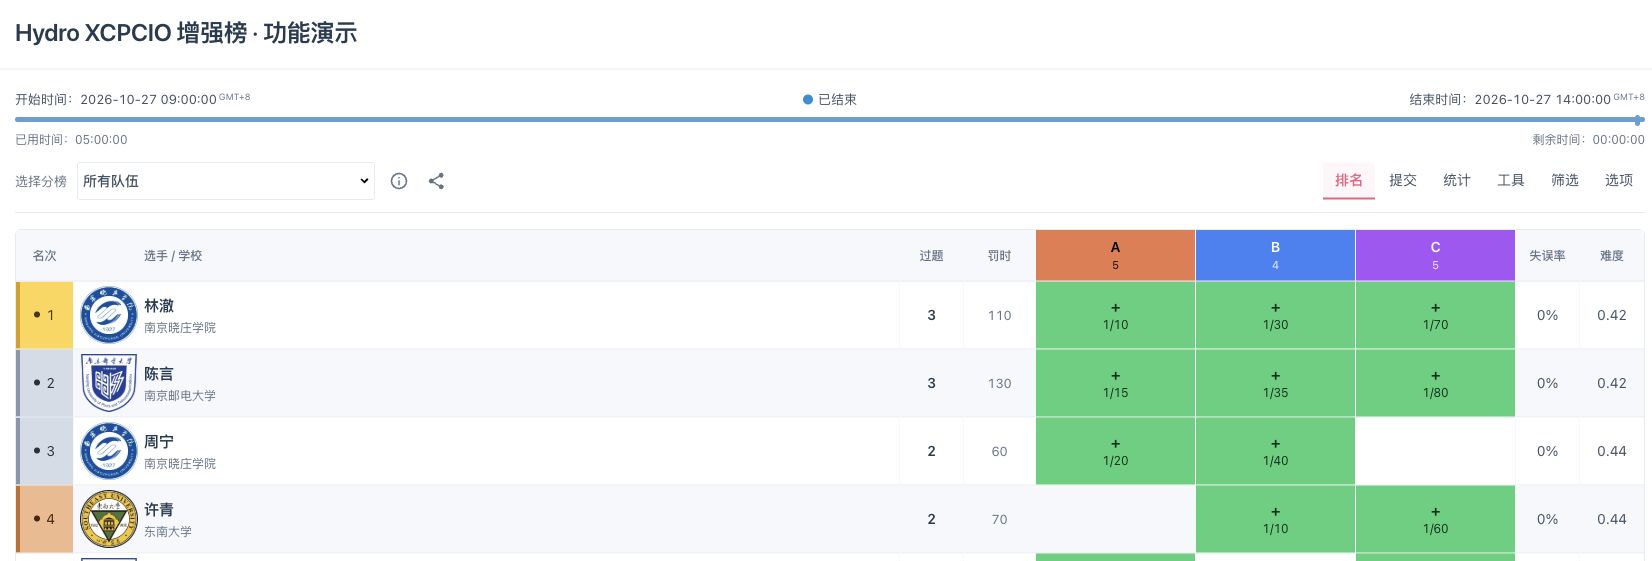 Hydro XCPCIO 增强榜 · 功能演示
开始时间：2026-10-27 09:00:00 GMT+8 已结束 结束时间：2026-10-27 14:00:00 GMT+8
已用时间：05:00:00 剩余时间：00:00:00
选择分榜 所有队伍 排名 提交 统计 工具 筛选 选项
名次 选手 / 学校 过题 罚时 A 5 B 4 C 5 失误率 难度
1 林澈 南京晓庄学院 3 110 + 1/10 + 1/30 + 1/70 0% 0.42
2 陈言 南京邮电大学 3 130 + 1/15 + 1/35 + 1/80 0% 0.42
3 周宁 南京晓庄学院 2 60 + 1/20 + 1/40 0% 0.44
4 许青 东南大学 2 70 + 1/10 + 1/60 0% 0.44